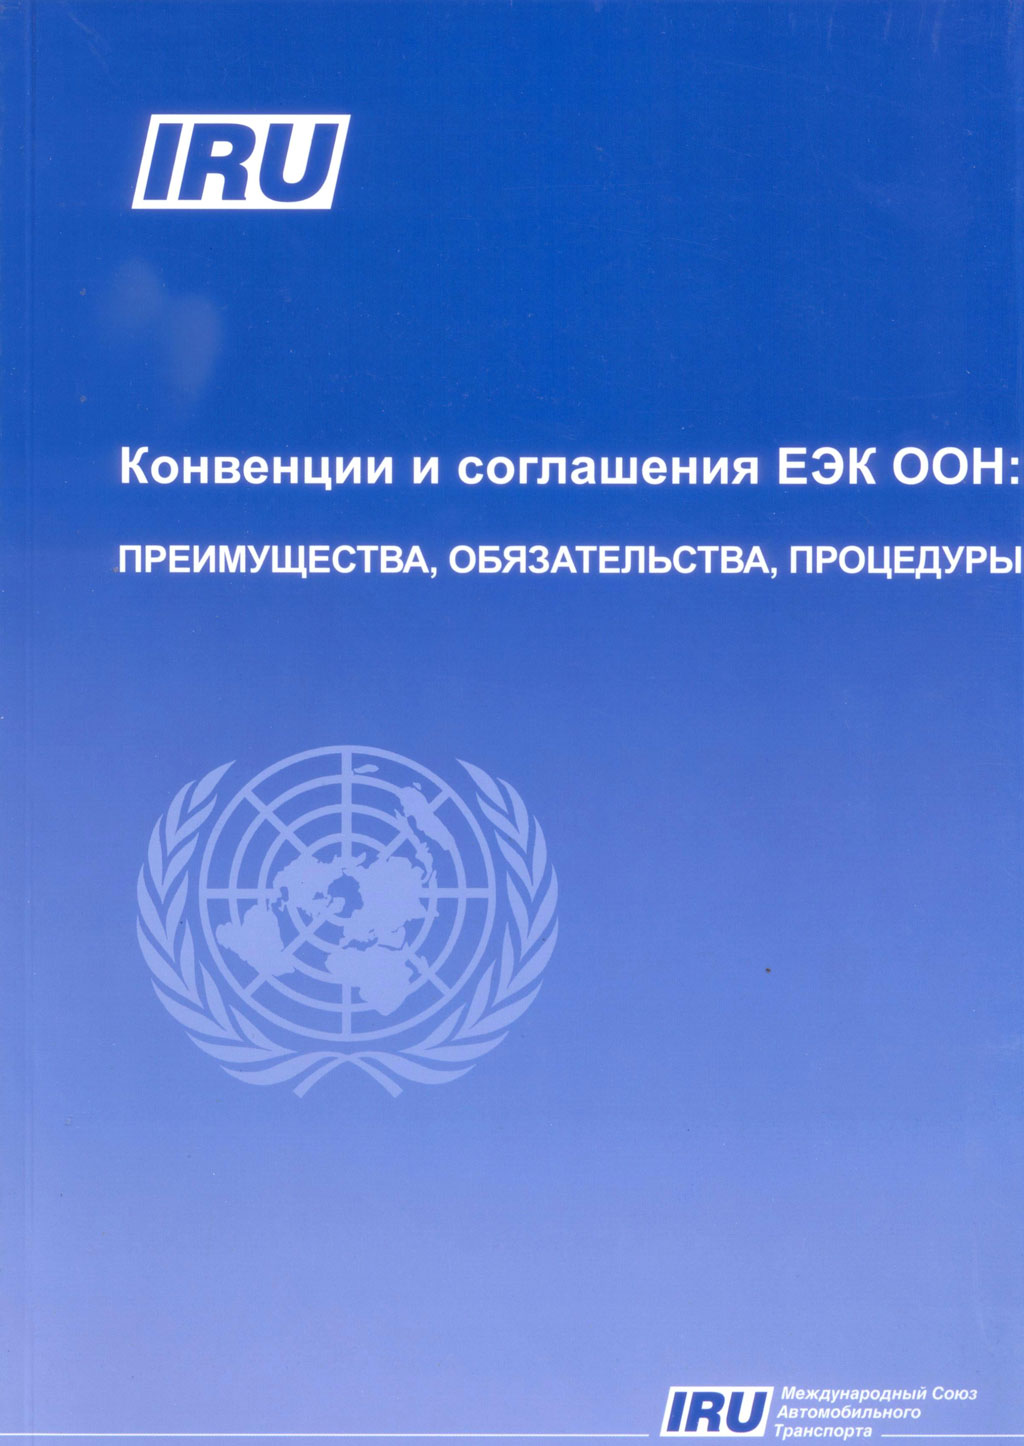 IRU
Конвенции и соглашения ЕЭК ООН:
ПРЕИМУЩЕСТВА, ОБЯЗАТЕЛЬСТВА, ПРОЦЕДУРЫ
IRU
Международный Союз
Автомобильного
Транспорта